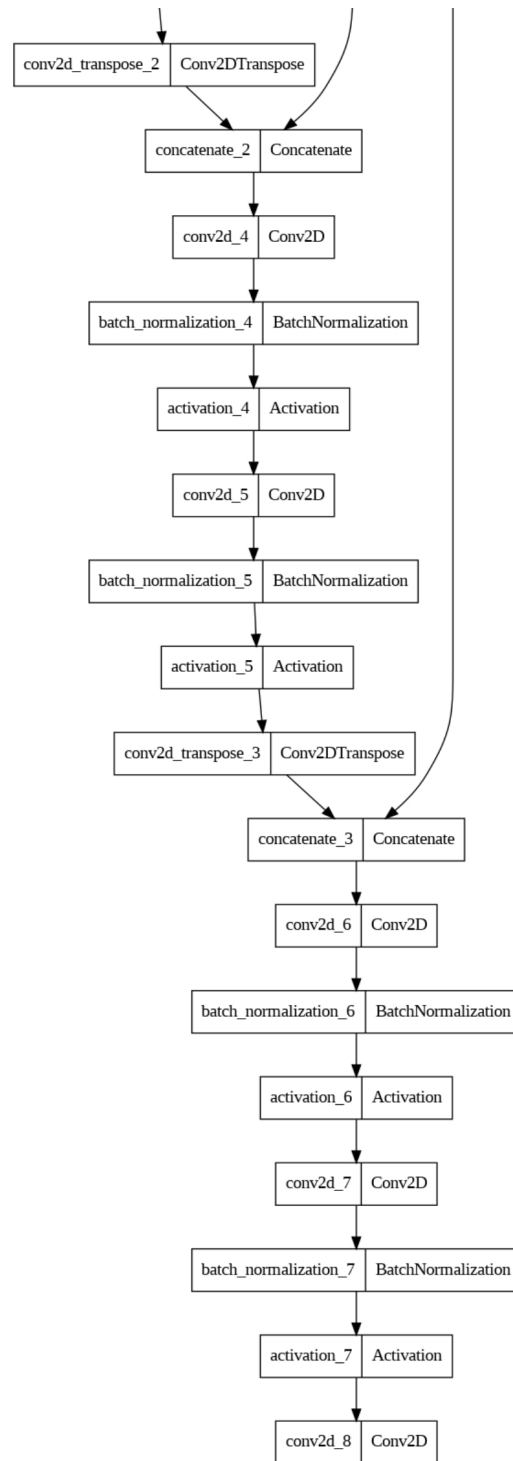 conv2d_transpose_2 Conv2DTranspose
concatenate_2 Concatenate
conv2d_4 Conv2D
batch_normalization_4 BatchNormalization
activation_4 Activation
conv2d_5 Conv2D
batch_normalization_5 BatchNormalization
activation_5 Activation
conv2d_transpose_3 Conv2DTranspose
concatenate_3 Concatenate
conv2d_6 Conv2D
batch_normalization_6 BatchNormalization
activation_6 Activation
conv2d_7 Conv2D
batch_normalization_7 BatchNormalization
activation_7 Activation
conv2d_8 Conv2D